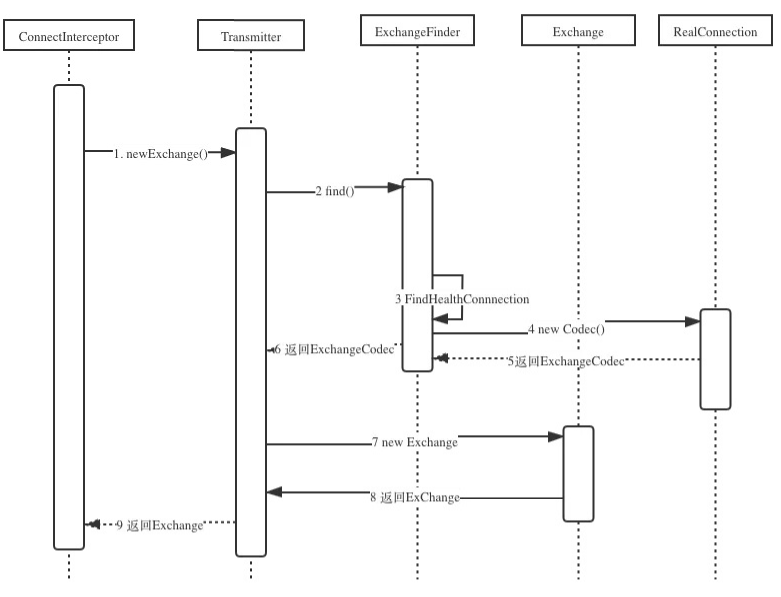 ConnectInterceptor
Transmitter
ExchangeFinder
Exchange
RealConnection
1. newExchange()
2 find()
3 FindHealthConnnection
4 new Codec()
6 返回ExchangeCodec
5返回ExchangeCodec
7 new Exchange
8 返回ExChange
9 返回Exchange